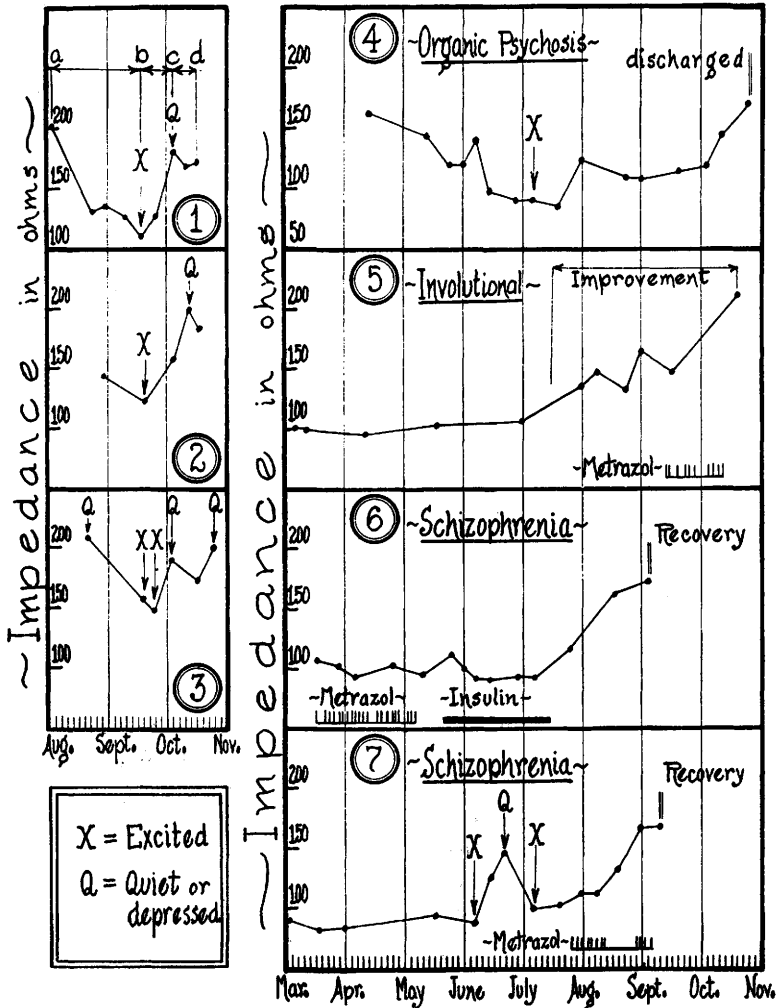 ~ Impedance in ohms ~
a b c d
Q
X
200
150
100
1
Q
X
200
150
100
2
Q X X Q Q
200
150
100
3
Aug. Sept. Oct. Nov.
X = Excited
Q = Quiet or
depressed
~ Impedance in ohms ~
4 ~Organic Psychosis~
discharged
X
200
150
100
50
5 ~Involutional~
Improvement
200
150
100
~Metrazol~
6 ~Schizophrenia~
Recovery
200
150
100
~Metrazol~ ~Insulin~
7 ~Schizophrenia~
Recovery
X Q X
200
150
100
~Metrazol~
Mar. Apr. May June July Aug. Sept. Oct. Nov.